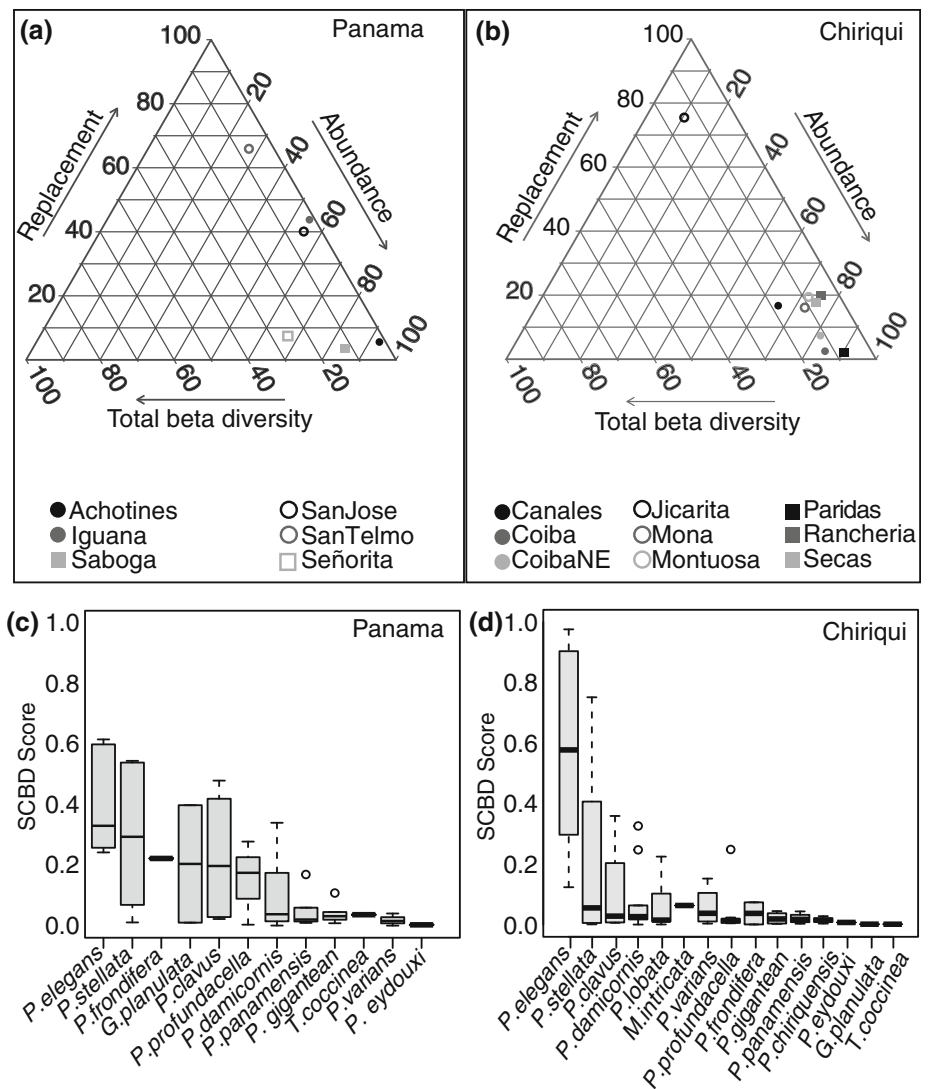 (a) Panama
100
80
60
40
20
20
40
60
80
100
100
80
60
40
20
Replacement
Abundance
Total beta diversity
Achotines
Iguana
Saboga
SanJose
SanTelmo
Señorita
(b) Chiriqui
100
80
60
40
20
20
40
60
80
100
100
80
60
40
20
Replacement
Abundance
Total beta diversity
Canales
Coiba
CoibaNE
Jicarita
Mona
Montuosa
Paridas
Rancheria
Secas
(c) Panama
SCBD Score
1.0
0.8
0.6
0.4
0.2
0.0
P.elegans
P.stellata
P.frondifera
G.planulata
P.clavus
P.profundacella
P.damicornis
P.panamensis
P. gigantean
T.coccinea
P.varians
P. eydouxi
(d) Chiriqui
SCBD Score
1.0
0.8
0.6
0.4
0.2
0.0
P.elegans
P.stellata
P.clavus
P.damicornis
P.lobata
M.intricata
P.varians
P.profundacella
P.frondifera
P.gigantean
P.panamensis
P.chiriquensis
P.eydouxi
G.planulata
T.coccinea